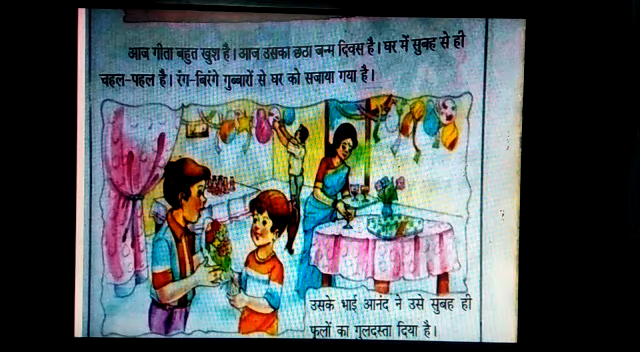 आज गीता बहुत खुश है। आज उसका छठा जन्म दिवस है। घर में सुबह से ही
चहल-पहल है। रंग-बिरंगे गुब्बारों से घर को सजाया गया है।
उसके भाई आनंद ने उसे सुबह ही
फूलों का गुलदस्ता दिया है।